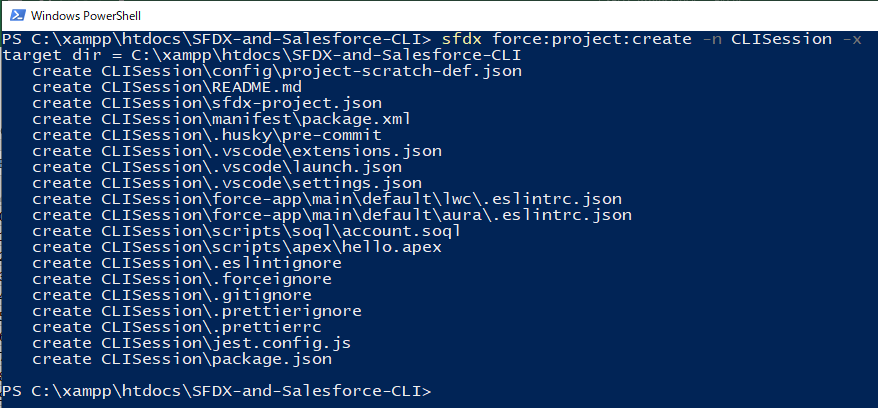 Windows PowerShell
PS C:\xampp\htdocs\SFDX-and-Salesforce-CLI> sfdx force:project:create -n CLISession -x
target dir = C:\xampp\htdocs\SFDX-and-Salesforce-CLI
   create CLISession\config\project-scratch-def.json
   create CLISession\README.md
   create CLISession\sfdx-project.json
   create CLISession\manifest\package.xml
   create CLISession\.husky\pre-commit
   create CLISession\.vscode\extensions.json
   create CLISession\.vscode\launch.json
   create CLISession\.vscode\settings.json
   create CLISession\force-app\main\default\lwc\.eslintrc.json
   create CLISession\force-app\main\default\aura\.eslintrc.json
   create CLISession\scripts\soql\account.soql
   create CLISession\scripts\apex\hello.apex
   create CLISession\.eslintignore
   create CLISession\.forceignore
   create CLISession\.gitignore
   create CLISession\.prettierignore
   create CLISession\.prettierrc
   create CLISession\jest.config.js
   create CLISession\package.json
PS C:\xampp\htdocs\SFDX-and-Salesforce-CLI>